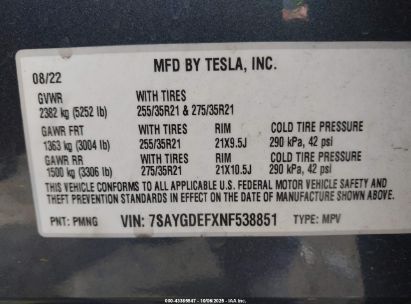 MFD BY TESLA, INC.
08/22
GVWR WITH TIRES
2382 kg (5252 lb) 255/35R21 & 275/35R21
GAWR FRT WITH TIRES RIM COLD TIRE PRESSURE
1363 kg (3004 lb) 255/35R21 21X9.5J 290 kPa, 42 psi
GAWR RR WITH TIRES RIM COLD TIRE PRESSURE
1500 kg (3306 lb) 275/35R21 21X10.5J 290 kPa, 42 psi
THIS VEHICLE CONFORMS TO ALL APPLICABLE U.S. FEDERAL MOTOR VEHICLE SAFETY AND
THEFT PREVENTION STANDARDS IN EFFECT ON THE DATE OF MANUFACTURE SHOWN ABOVE.
PNT: PMNG VIN: 7SAYGDEFXNF538851 TYPE: MPV